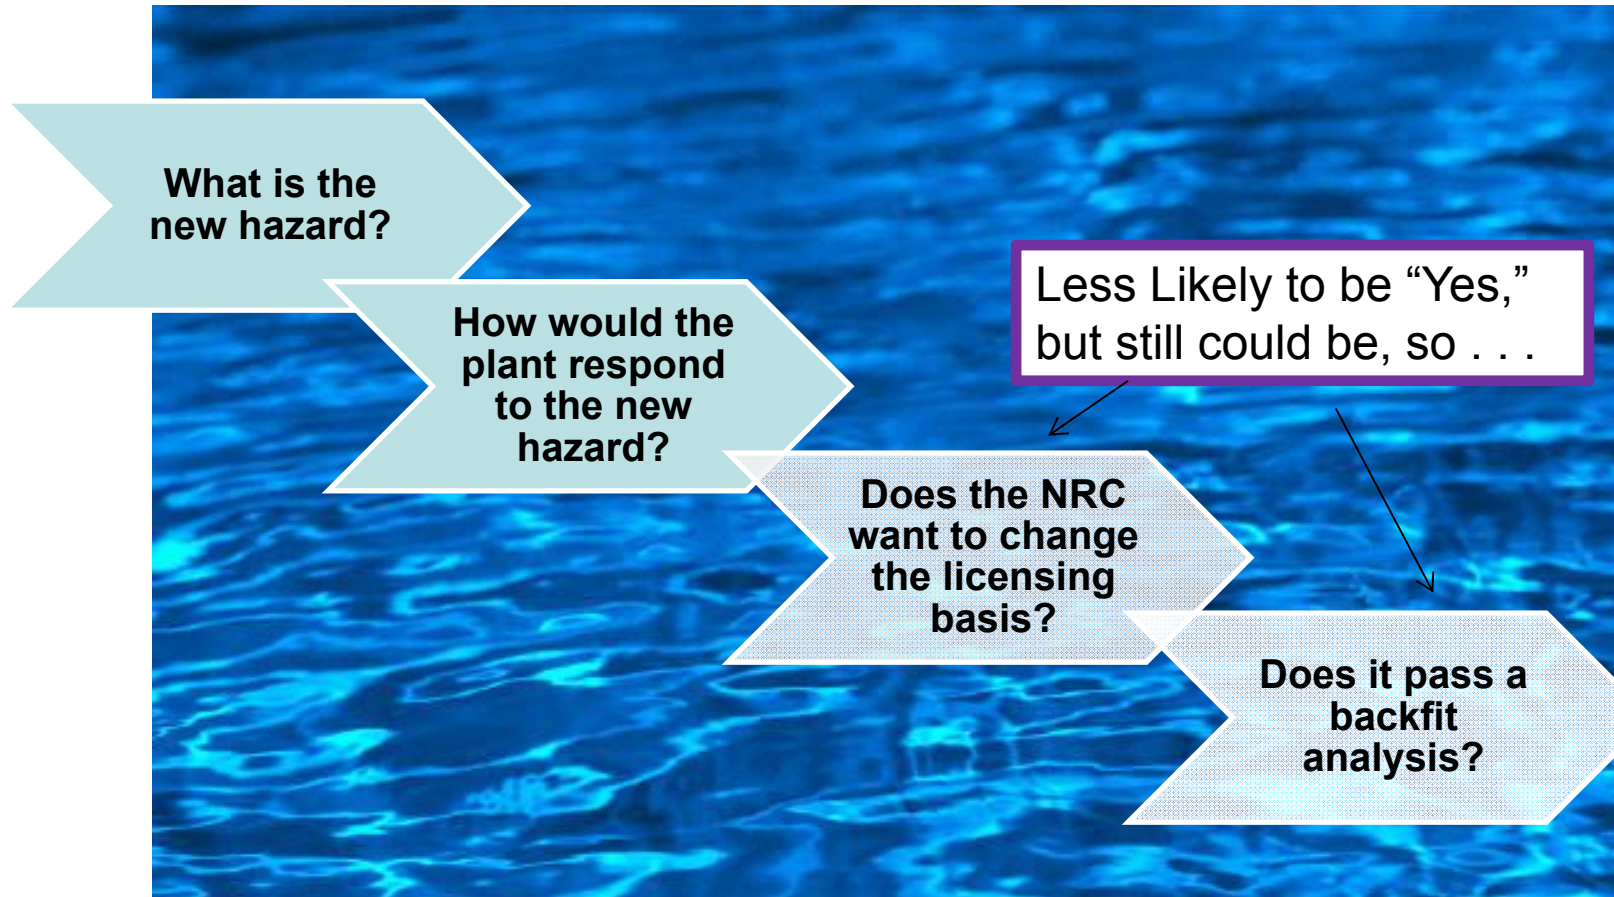 What is the
new hazard?
How would the
plant respond
to the new
hazard?
Less Likely to be “Yes,”
but still could be, so . . .
Does the NRC
want to change
the licensing
basis?
Does it pass a
backfit
analysis?